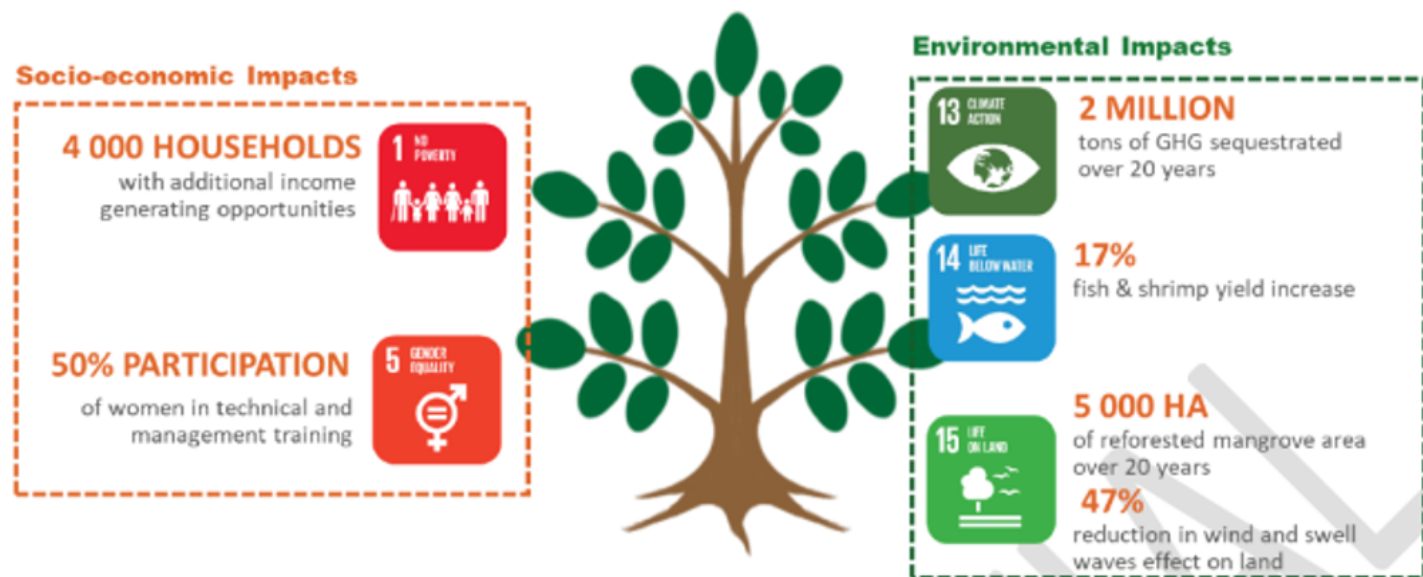 Socio-economic Impacts
4 000 HOUSEHOLDS
with additional income
generating opportunities
1 NO
POVERTY
50% PARTICIPATION
of women in technical and
management training
5 GENDER
EQUALITY
Environmental Impacts
13 CLIMATE
ACTION
2 MILLION
tons of GHG sequestrated
over 20 years
14 LIFE
BELOW WATER
17%
fish & shrimp yield increase
15 LIFE
ON LAND
5 000 HA
of reforested mangrove area
over 20 years
47%
reduction in wind and swell
waves effect on land